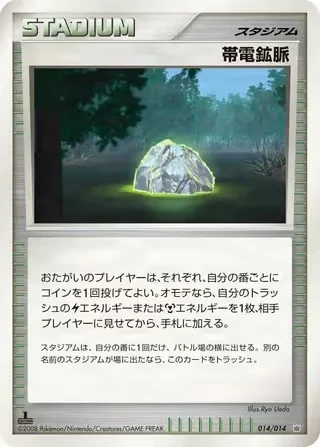 STADIUM
スタジアム
帯電鉱脈
おたがいのプレイヤーは、それぞれ、自分の番ごとに
コインを1回投げてよい。オモテなら、自分のトラッ
シュのエネルギーまたはエネルギーを1枚、相手
プレイヤーに見せてから、手札に加える。
スタジアムは、自分の番に1回だけ、バトル場の横に出せる。別の
名前のスタジアムが場に出たなら、このカードをトラッシュ。
Illus.Ryo Ueda
1
©2008 Pokémon/Nintendo/Creatures/GAME FREAK
014/014